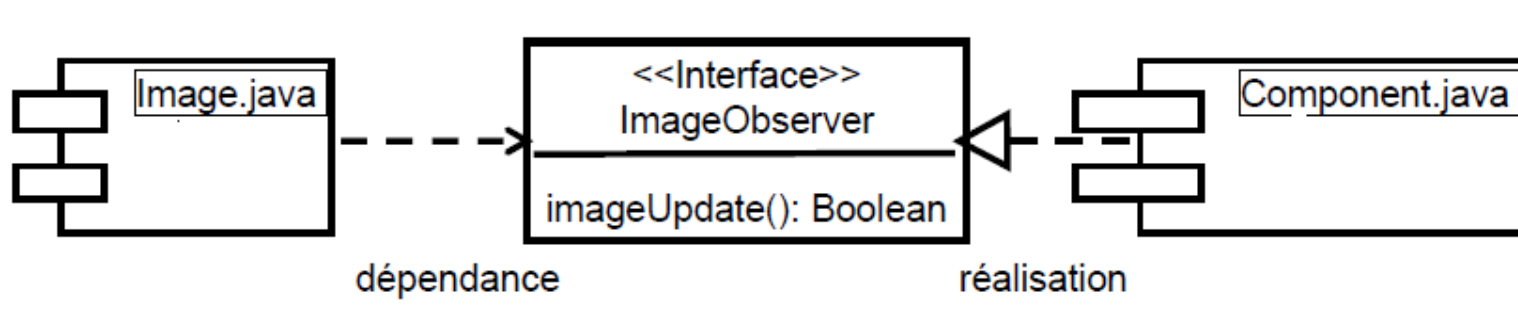 Image.java
<<Interface>>
ImageObserver
imageUpdate(): Boolean
Component.java
dépendance
réalisation